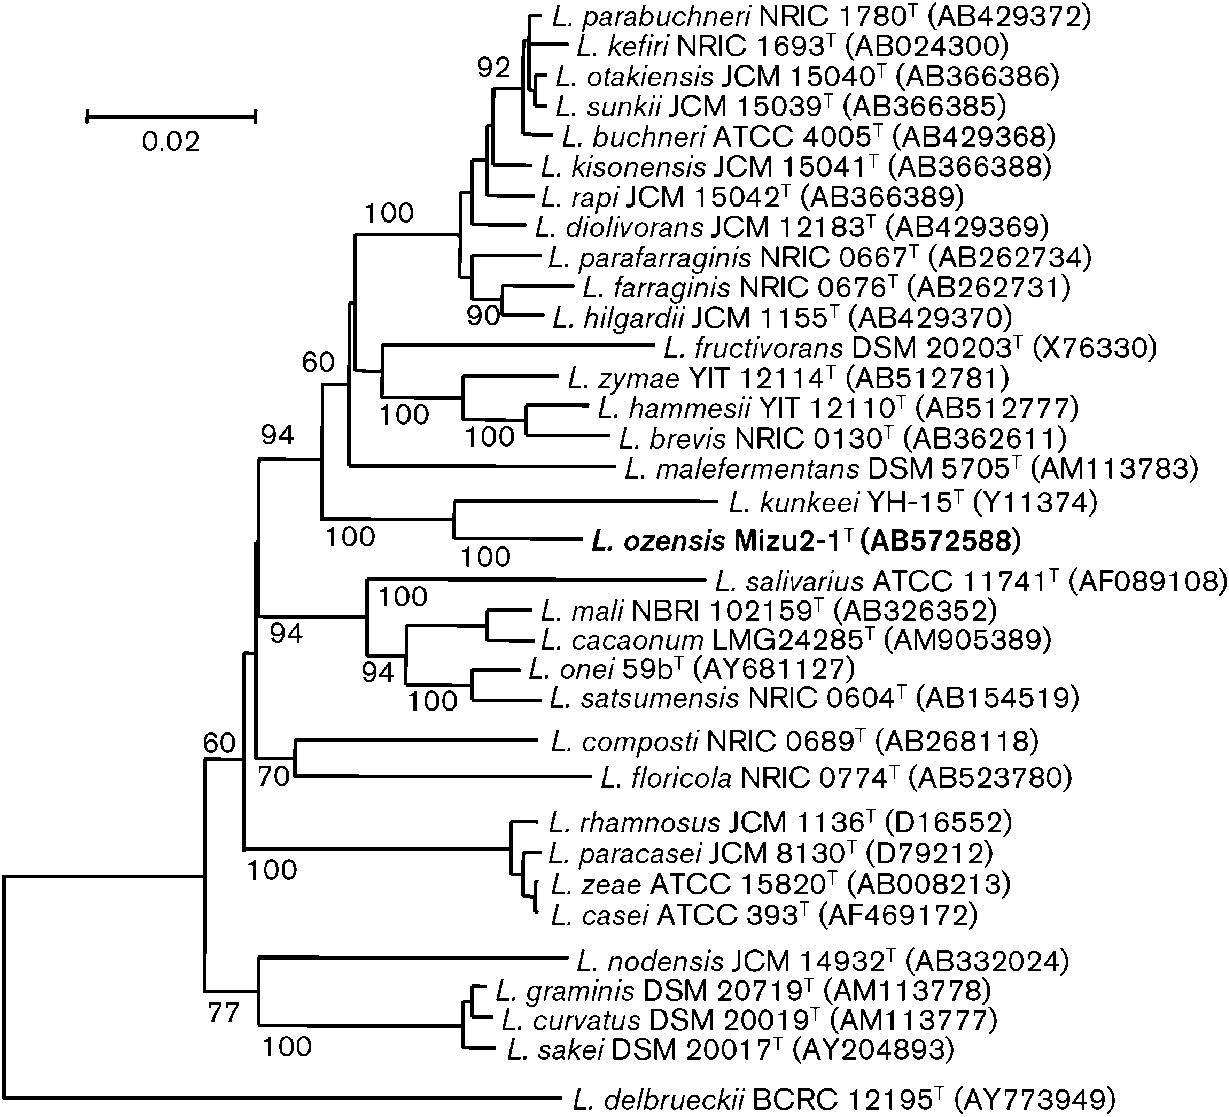 L. parabuchneri NRIC 1780ᵀ (AB429372)
L. kefiri NRIC 1693ᵀ (AB024300)
92
L. otakiensis JCM 15040ᵀ (AB366386)
L. sunkii JCM 15039ᵀ (AB366385)
0.02
L. buchneri ATCC 4005ᵀ (AB429368)
L. kisonensis JCM 15041ᵀ (AB366388)
L. rapi JCM 15042ᵀ (AB366389)
100
L. diolivorans JCM 12183ᵀ (AB429369)
L. parafarraginis NRIC 0667ᵀ (AB262734)
L. farraginis NRIC 0676ᵀ (AB262731)
90
L. hilgardii JCM 1155ᵀ (AB429370)
L. fructivorans DSM 20203ᵀ (X76330)
60
L. zymae YIT 12114ᵀ (AB512781)
100
L. hammesii YIT 12110ᵀ (AB512777)
94
100
L. brevis NRIC 0130ᵀ (AB362611)
L. malefermentans DSM 5705ᵀ (AM113783)
L. kunkeei YH-15ᵀ (Y11374)
100
L. ozensis Mizu2-1ᵀ (AB572588)
100
L. salivarius ATCC 11741ᵀ (AF089108)
100
L. mali NBRI 102159ᵀ (AB326352)
94
L. cacaonum LMG24285ᵀ (AM905389)
94
L. onei 59bᵀ (AY681127)
100
L. satsumensis NRIC 0604ᵀ (AB154519)
60
L. composti NRIC 0689ᵀ (AB268118)
70
L. floricola NRIC 0774ᵀ (AB523780)
L. rhamnosus JCM 1136ᵀ (D16552)
L. paracasei JCM 8130ᵀ (D79212)
100
L. zeae ATCC 15820ᵀ (AB008213)
L. casei ATCC 393ᵀ (AF469172)
L. nodensis JCM 14932ᵀ (AB332024)
L. graminis DSM 20719ᵀ (AM113778)
77
L. curvatus DSM 20019ᵀ (AM113777)
100
L. sakei DSM 20017ᵀ (AY204893)
L. delbrueckii BCRC 12195ᵀ (AY773949)